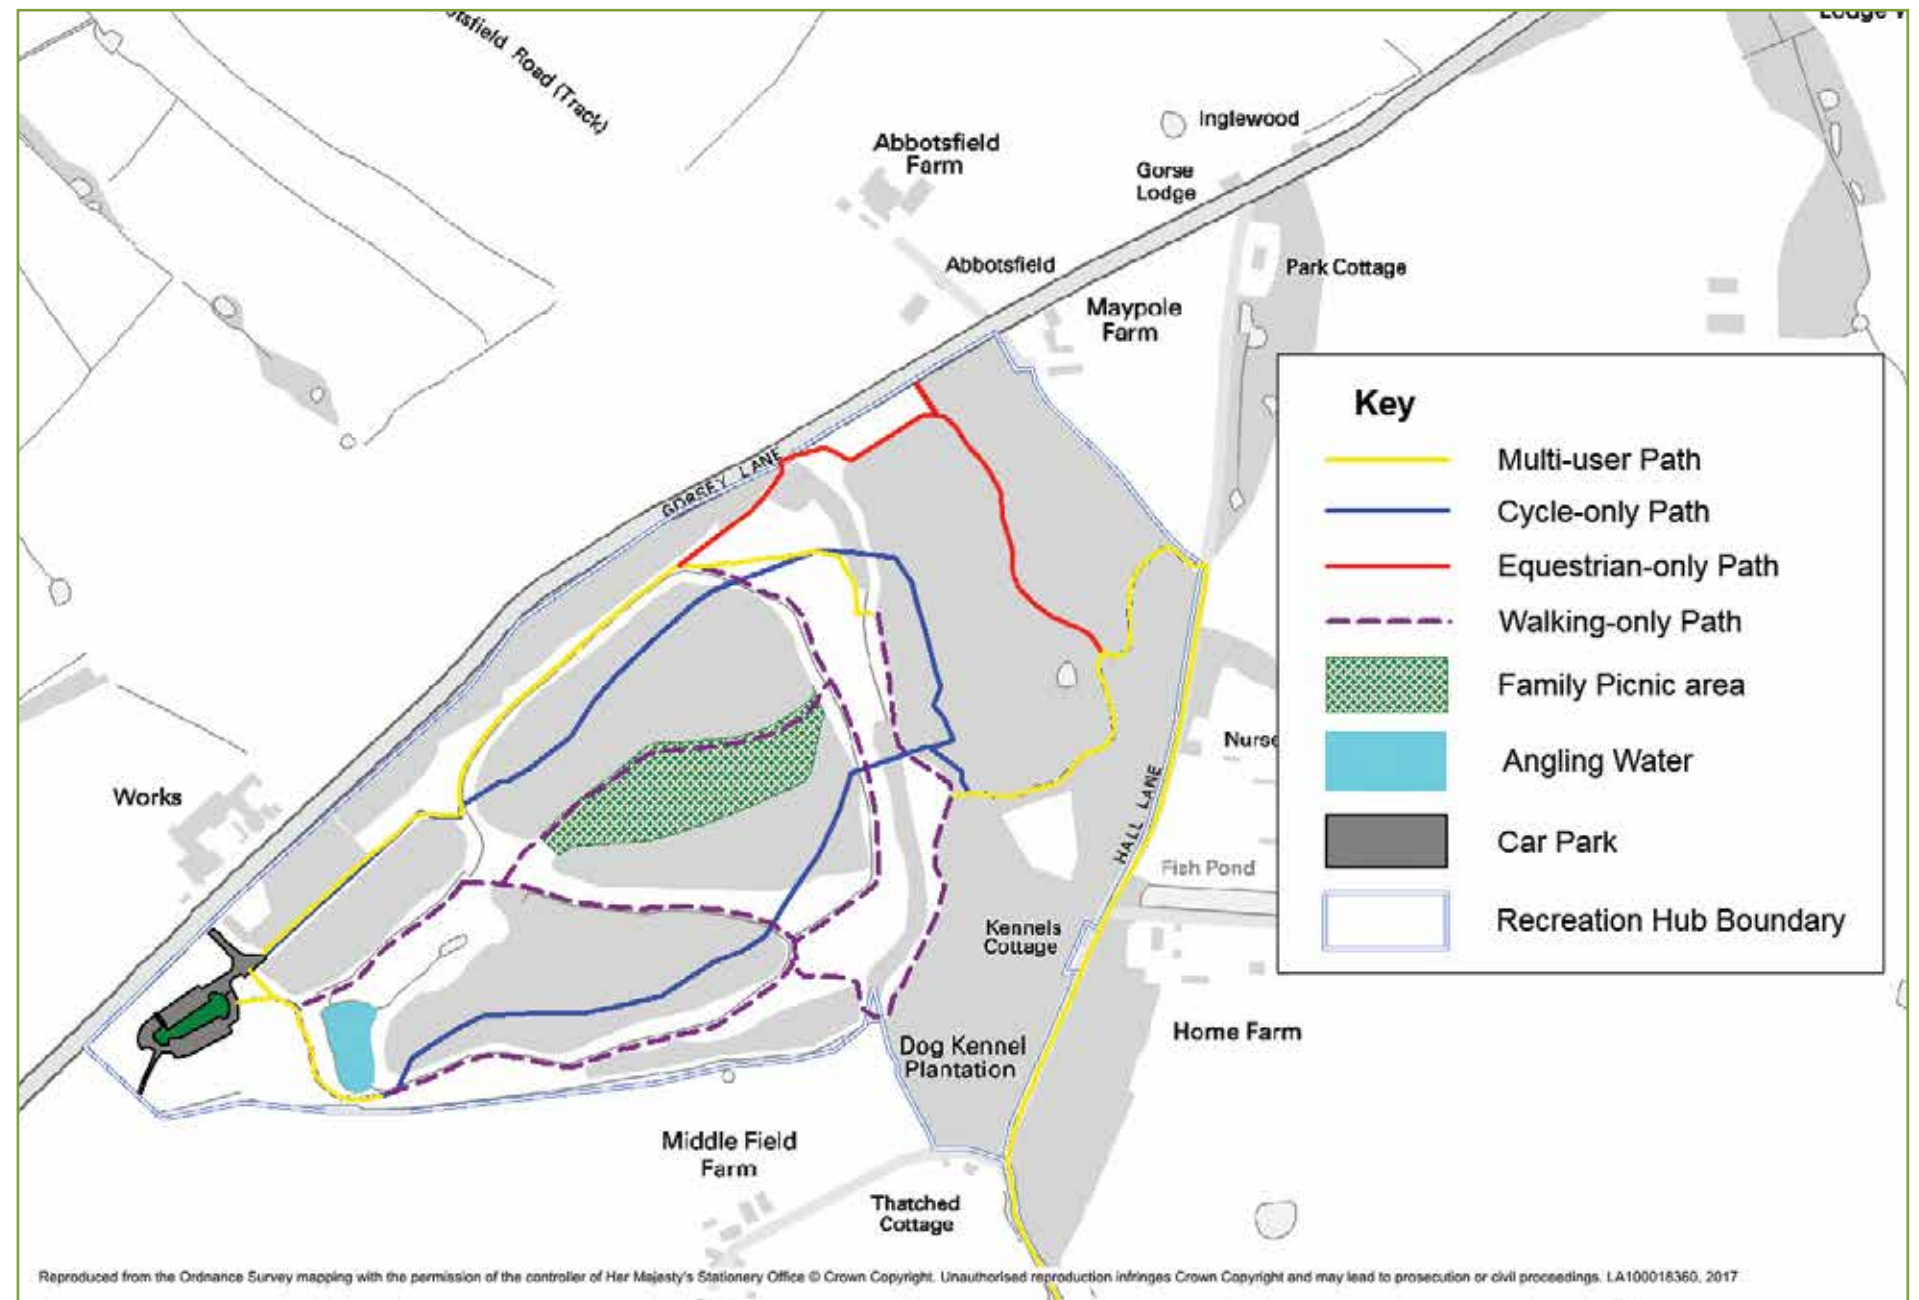 Road (Track)
Inglewood
Abbotsfield
Farm
Gorse
Lodge
Abbotsfield
Park Cottage
Maypole
Farm
GORSEY LANE
Works
HALL LANE
Fish Pond
Kennels
Cottage
Home Farm
Dog Kennel
Plantation
Middle Field
Farm
Thatched
Cottage
Key
Multi-user Path
Cycle-only Path
Equestrian-only Path
Walking-only Path
Family Picnic area
Angling Water
Car Park
Recreation Hub Boundary
Reproduced from the Ordnance Survey mapping with the permission of the controller of Her Majesty's Stationery Office © Crown Copyright. Unauthorised reproduction infringes Crown Copyright and may lead to prosecution or civil proceedings. LA100018360, 2017